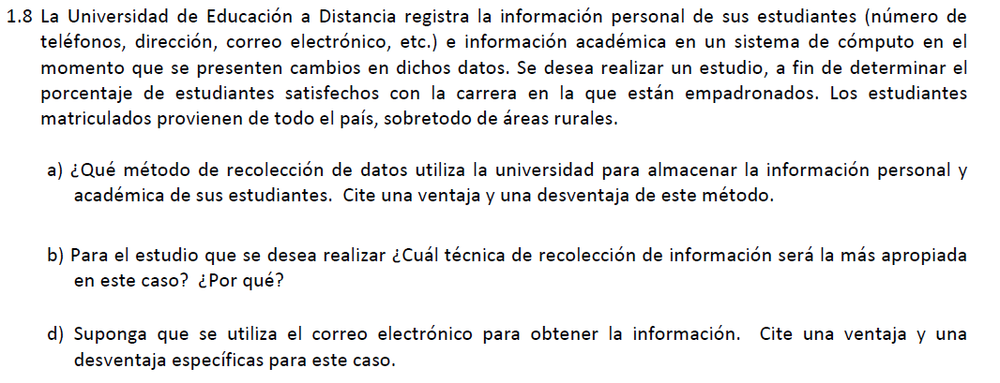 1.8 La Universidad de Educación a Distancia registra la información personal de sus estudiantes (número de
teléfonos, dirección, correo electrónico, etc.) e información académica en un sistema de cómputo en el
momento que se presenten cambios en dichos datos. Se desea realizar un estudio, a fin de determinar el
porcentaje de estudiantes satisfechos con la carrera en la que están empadronados. Los estudiantes
matriculados provienen de todo el país, sobretodo de áreas rurales.
a) ¿Qué método de recolección de datos utiliza la universidad para almacenar la información personal y
académica de sus estudiantes. Cite una ventaja y una desventaja de este método.
b) Para el estudio que se desea realizar ¿Cuál técnica de recolección de información será la más apropiada
en este caso? ¿Por qué?
d) Suponga que se utiliza el correo electrónico para obtener la información. Cite una ventaja y una
desventaja específicas para este caso.